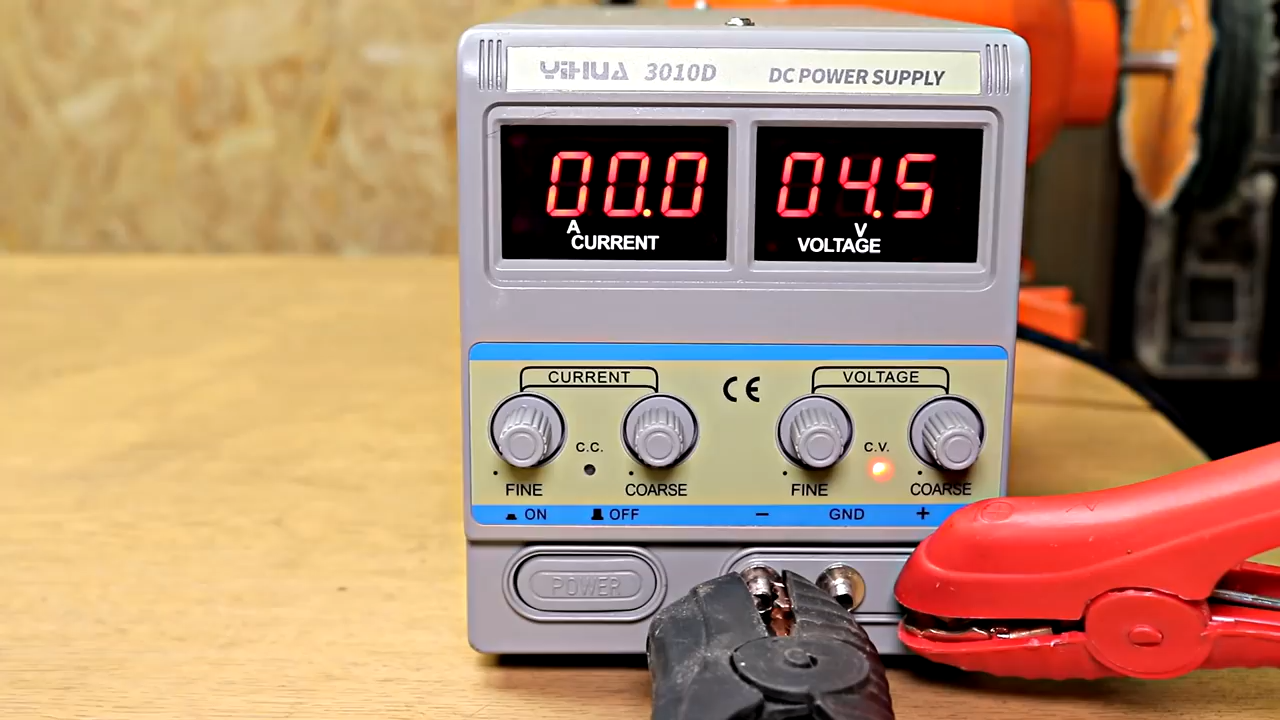 YIHUA 3010D DC POWER SUPPLY
00.0 04.5
A V
CURRENT VOLTAGE
CURRENT CE VOLTAGE
C.C. C.V.
FINE COARSE FINE COARSE
ON OFF − GND +
POWER